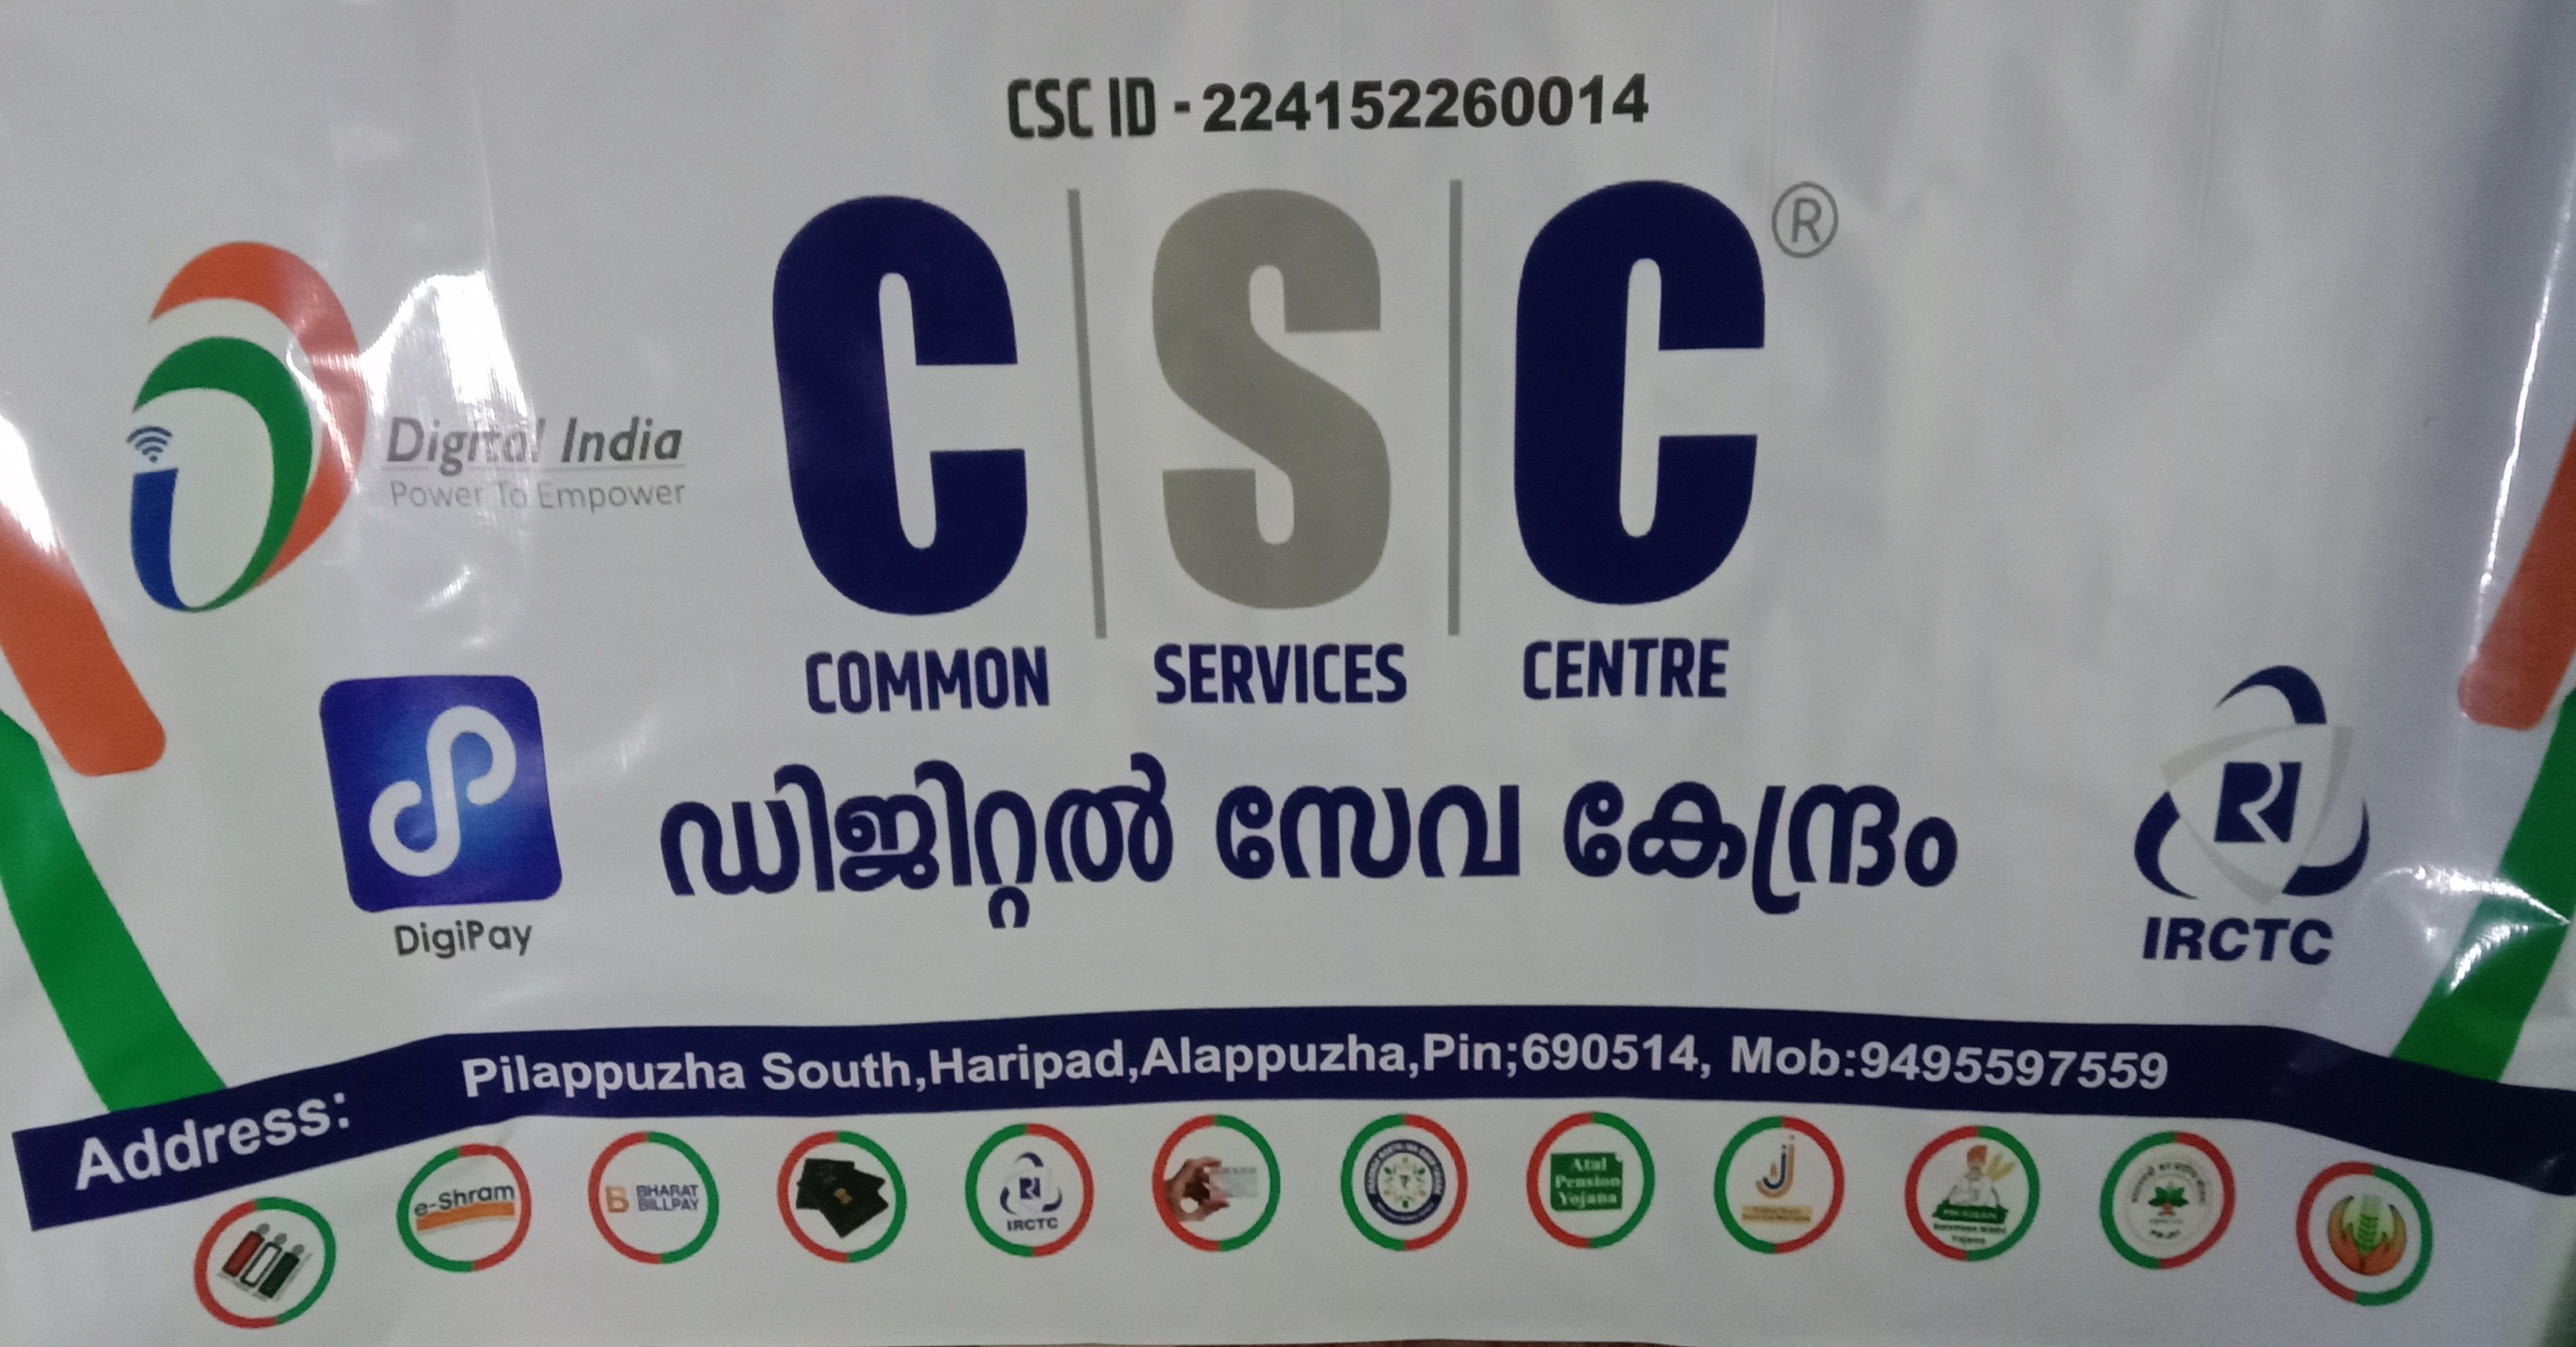 CSC ID - 224152260014
CSC®
Digital India
Power To Empower
COMMON SERVICES CENTRE
ഡിജിറ്റൽ സേവ കേന്ദ്രം
DigiPay
IRCTC
Address: Pilappuzha South,Haripad,Alappuzha,Pin;690514, Mob:9495597559
e-Shram
BHARAT
BILLPAY
IRCTC
Atal
Pension
Yojana